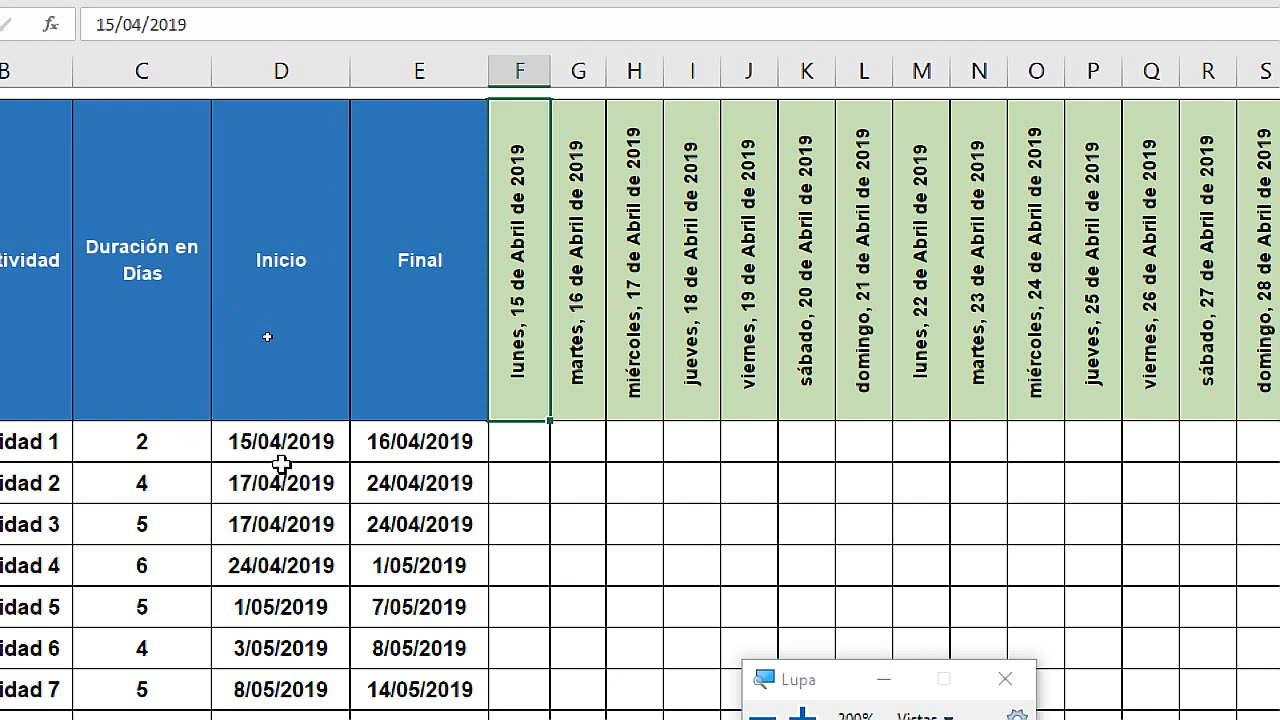 fx 15/04/2019
B C D E F G H I J K L M N O P Q R S
tividad
Duración en
Días
Inicio
Final
lunes, 15 de Abril de 2019
martes, 16 de Abril de 2019
miércoles, 17 de Abril de 2019
jueves, 18 de Abril de 2019
viernes, 19 de Abril de 2019
sábado, 20 de Abril de 2019
domingo, 21 de Abril de 2019
lunes, 22 de Abril de 2019
martes, 23 de Abril de 2019
miércoles, 24 de Abril de 2019
jueves, 25 de Abril de 2019
viernes, 26 de Abril de 2019
sábado, 27 de Abril de 2019
domingo, 28 de Abril de 2019
idad 1 2 15/04/2019 16/04/2019
idad 2 4 17/04/2019 24/04/2019
idad 3 5 17/04/2019 24/04/2019
idad 4 6 24/04/2019 1/05/2019
idad 5 5 1/05/2019 7/05/2019
idad 6 4 3/05/2019 8/05/2019
idad 7 5 8/05/2019 14/05/2019
Lupa
200% Vistas